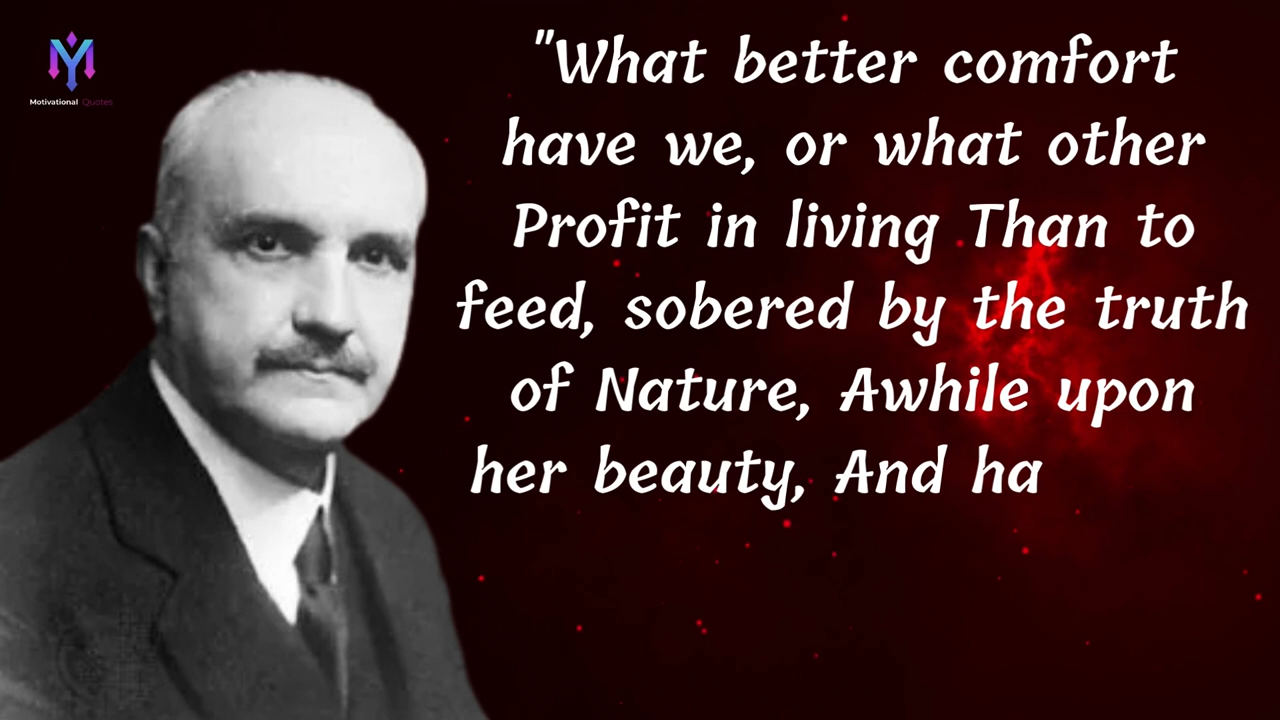 Motivational Quotes
"What better comfort
have we, or what other
Profit in living Than to
feed, sobered by the truth
of Nature, Awhile upon
her beauty, And ha